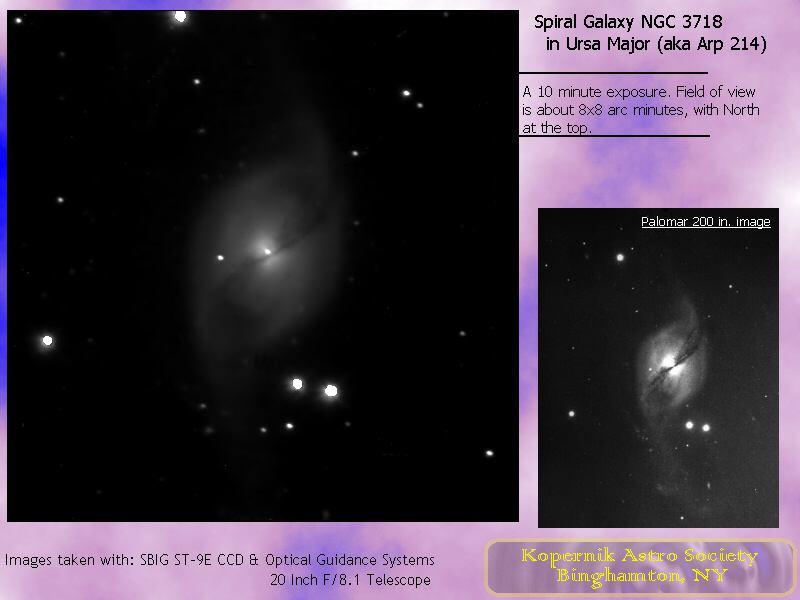 Spiral Galaxy NGC 3718
in Ursa Major (aka Arp 214)
A 10 minute exposure. Field of view
is about 8x8 arc minutes, with North
at the top.
Palomar 200 in. image
Images taken with: SBIG ST-9E CCD & Optical Guidance Systems
20 Inch F/8.1 Telescope
Kopernik Astro Society
Binghamton, NY